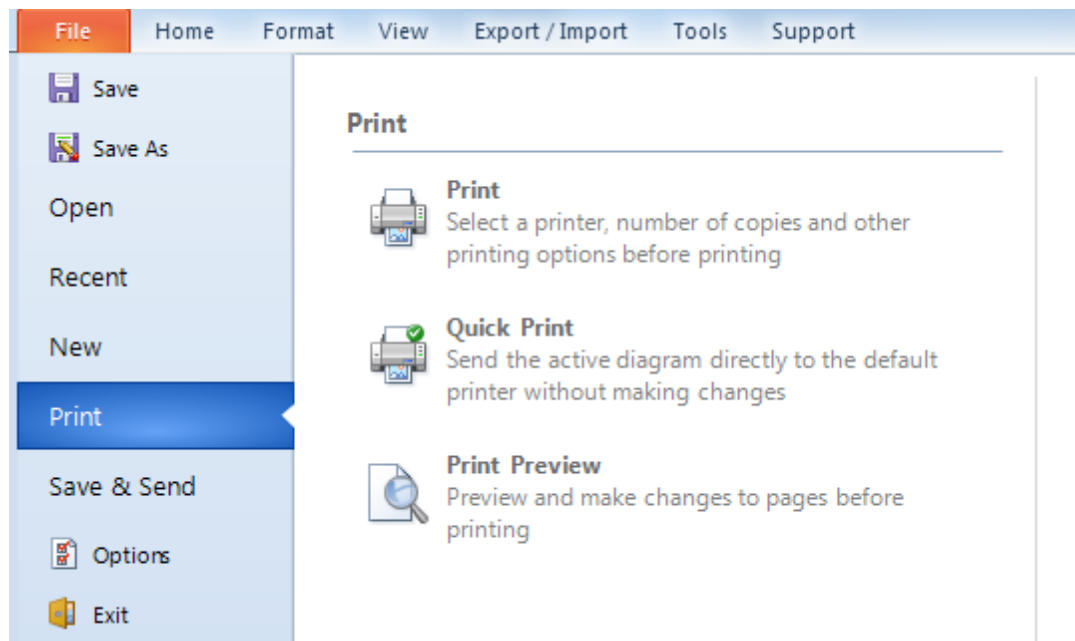 File Home Format View Export / Import Tools Support
Save
Save As
Open
Recent
New
Print
Save & Send
Options
Exit
Print
Print
Select a printer, number of copies and other
printing options before printing
Quick Print
Send the active diagram directly to the default
printer without making changes
Print Preview
Preview and make changes to pages before
printing